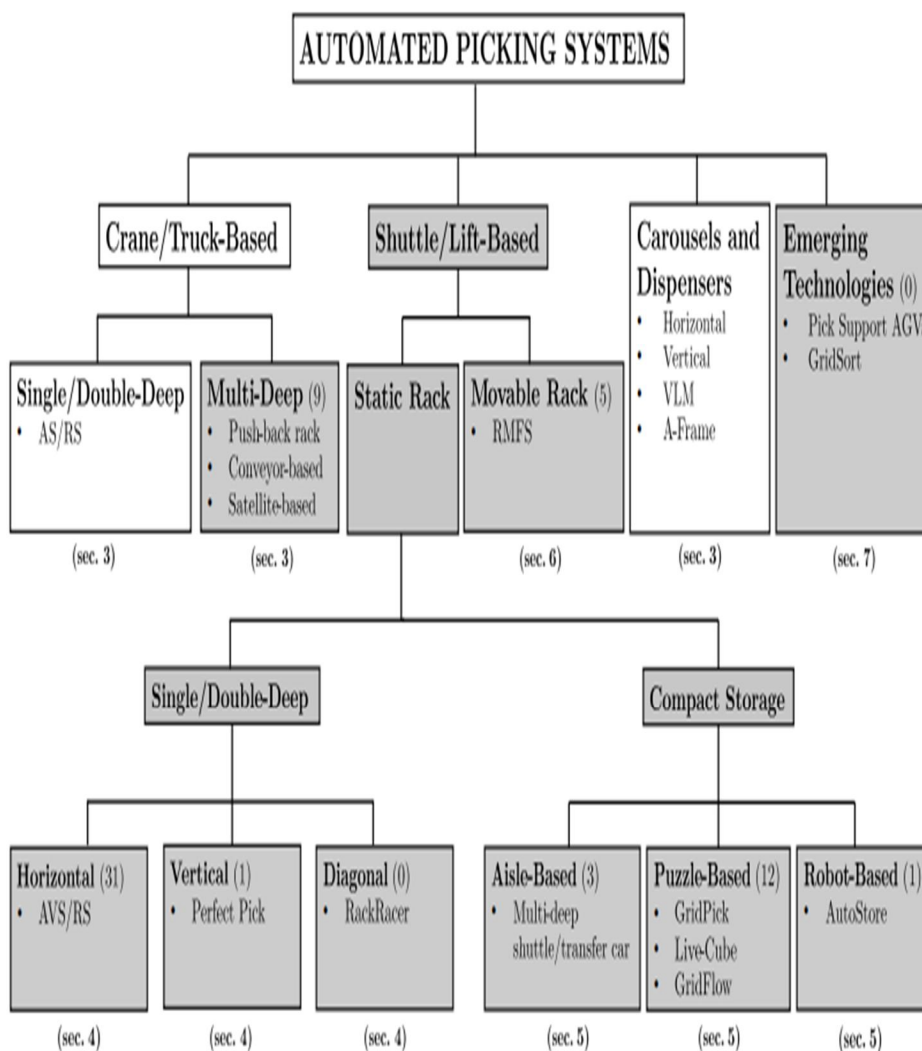 AUTOMATED PICKING SYSTEMS
Crane/Truck-Based
Shuttle/Lift-Based
Carousels and
Dispensers
• Horizontal
• Vertical
• VLM
• A-Frame
Emerging
Technologies (0)
• Pick Support AGV
• GridSort
Single/Double-Deep
• AS/RS
Multi-Deep (9)
• Push-back rack
• Conveyor-based
• Satellite-based
Static Rack
Movable Rack (5)
• RMFS
(sec. 3)
(sec. 3)
(sec. 6)
(sec. 3)
(sec. 7)
Single/Double-Deep
Compact Storage
Horizontal (31)
• AVS/RS
Vertical (1)
• Perfect Pick
Diagonal (0)
• RackRacer
Aisle-Based (3)
• Multi-deep
shuttle/transfer car
Puzzle-Based (12)
• GridPick
• Live-Cube
• GridFlow
Robot-Based (1)
• AutoStore
(sec. 4)
(sec. 4)
(sec. 4)
(sec. 5)
(sec. 5)
(sec. 5)